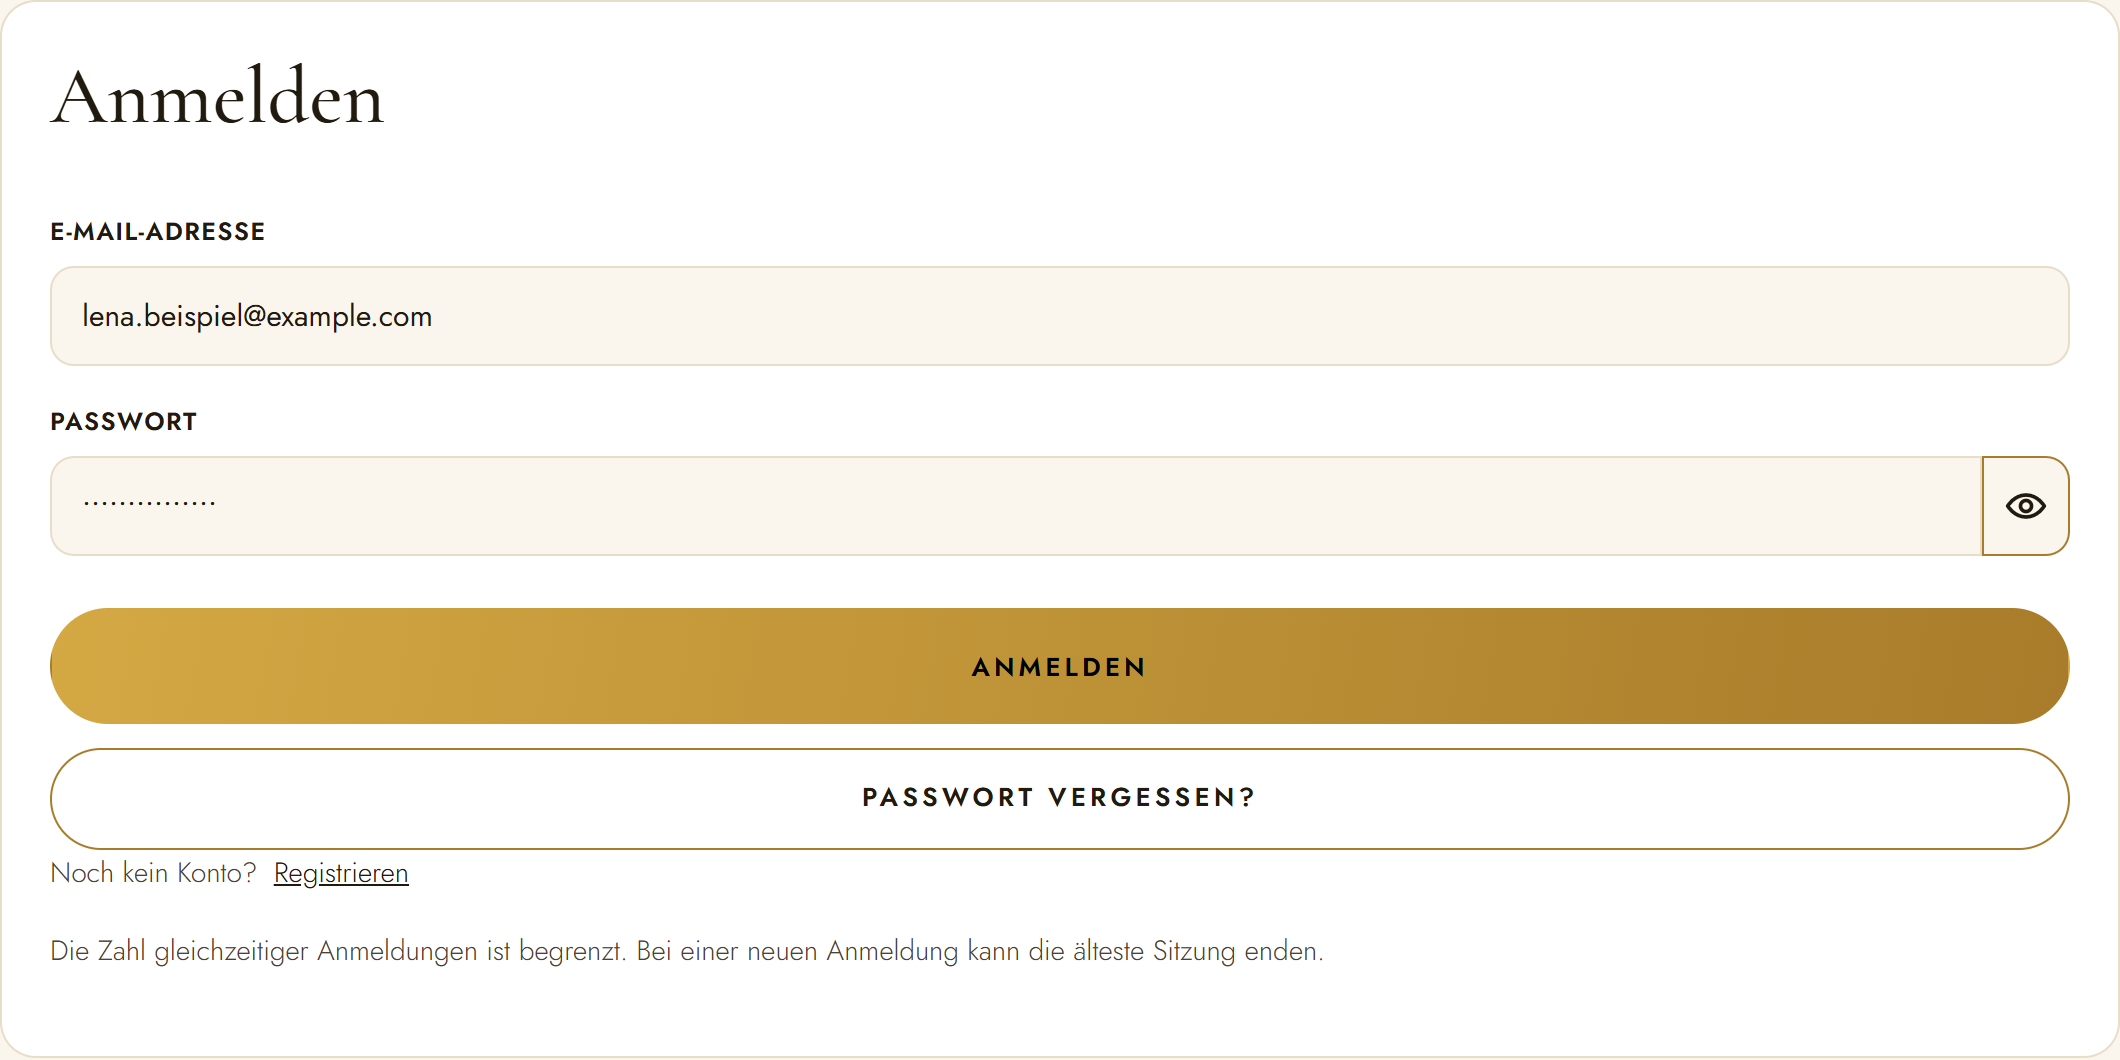 Anmelden
E-MAIL-ADRESSE
lena.beispiel@example.com
PASSWORT
...............
ANMELDEN
PASSWORT VERGESSEN?
Noch kein Konto? Registrieren
Die Zahl gleichzeitiger Anmeldungen ist begrenzt. Bei einer neuen Anmeldung kann die älteste Sitzung enden.